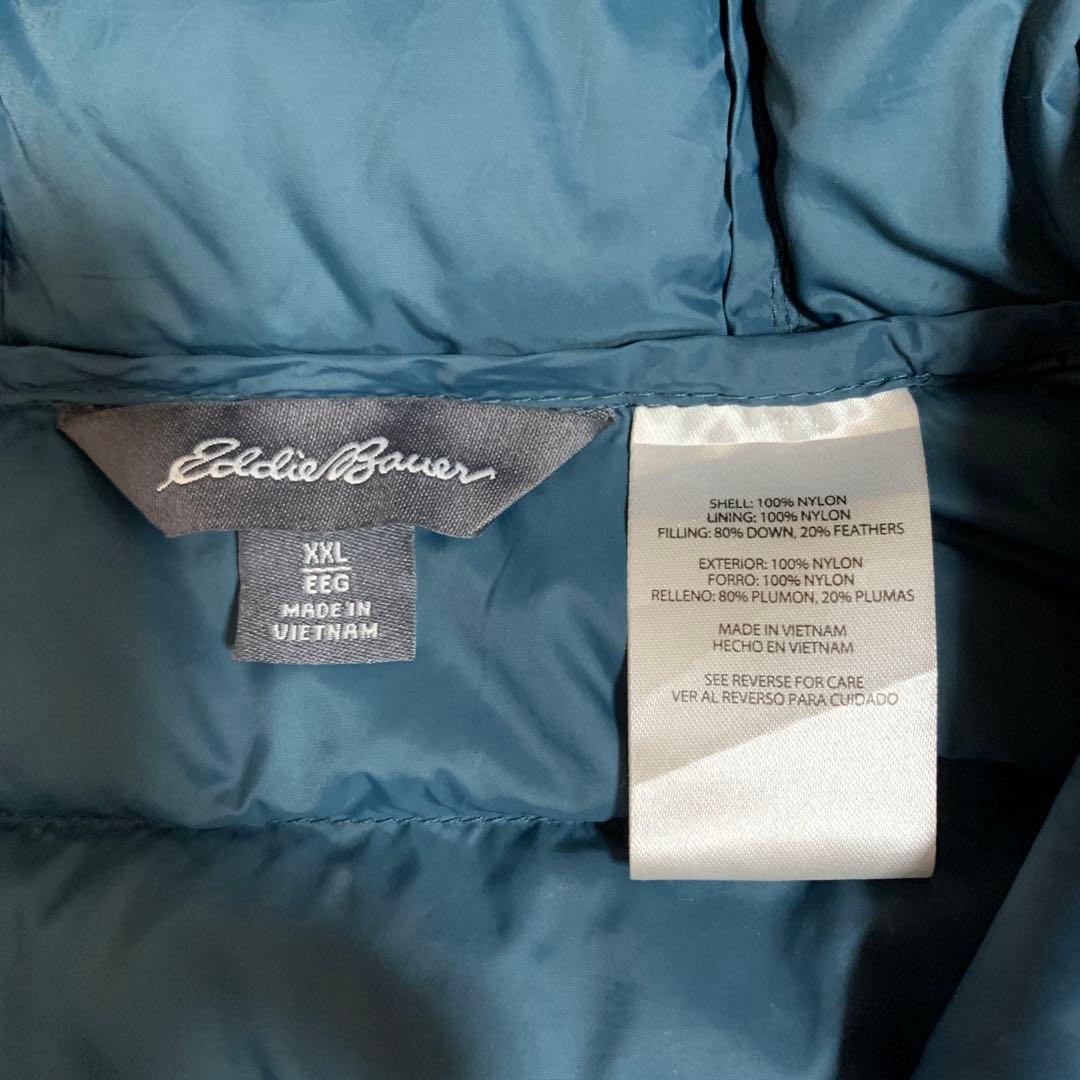 Eddie Bauer
XXL
EEG
MADE IN
VIETNAM
SHELL: 100% NYLON
LINING: 100% NYLON
FILLING: 80% DOWN, 20% FEATHERS
EXTERIOR: 100% NYLON
FORRO: 100% NYLON
RELLENO: 80% PLUMON, 20% PLUMAS
MADE IN VIETNAM
HECHO EN VIETNAM
SEE REVERSE FOR CARE
VER AL REVERSO PARA CUIDADO